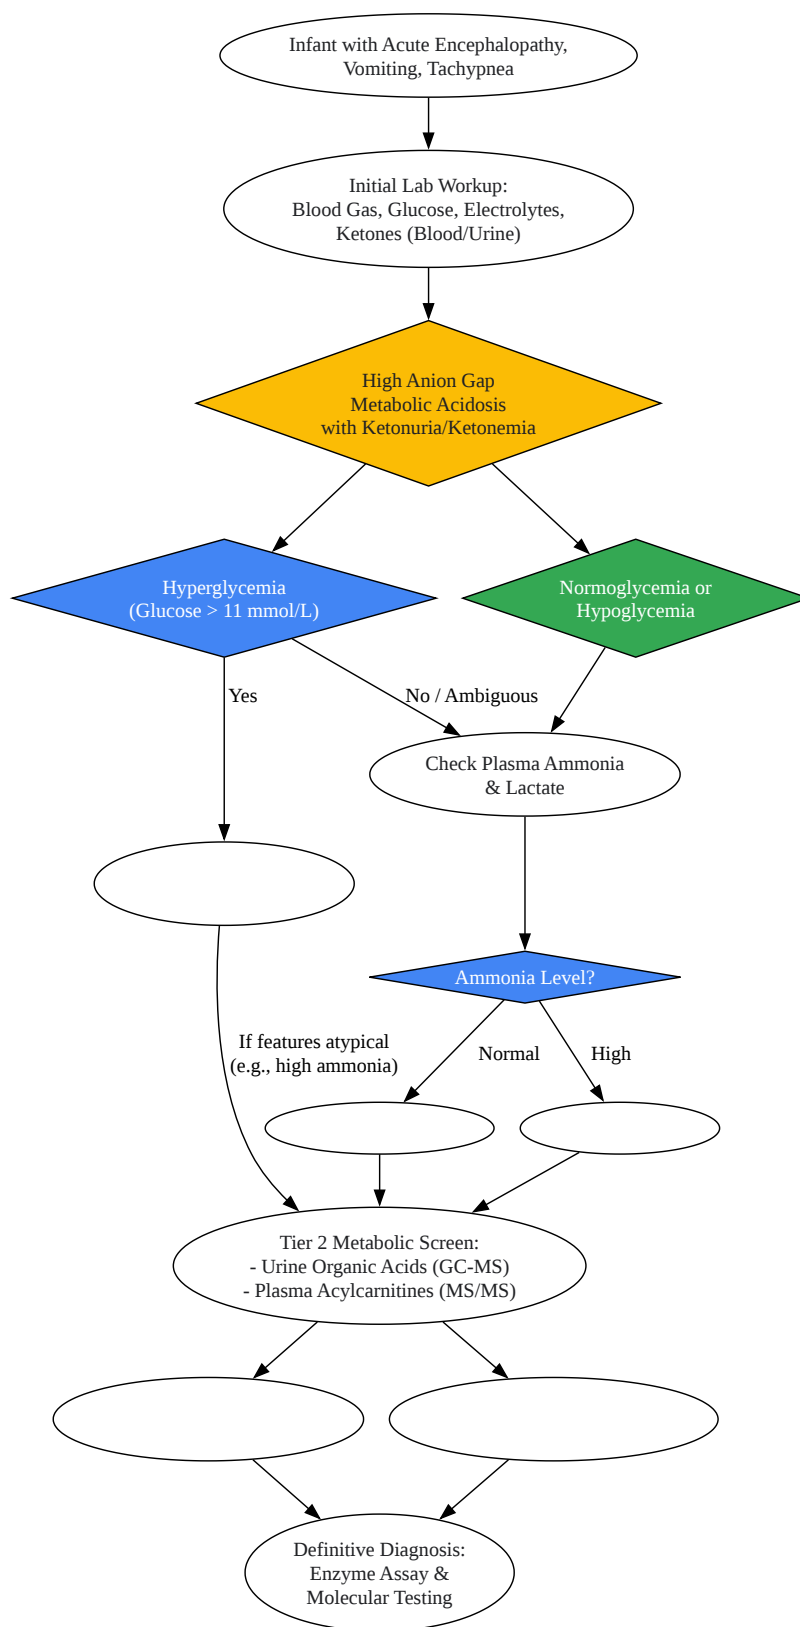 Infant with Acute Encephalopathy,
Vomiting, Tachypnea
Initial Lab Workup:
Blood Gas, Glucose, Electrolytes,
Ketones (Blood/Urine)
High Anion Gap
Metabolic Acidosis
with Ketonuria/Ketonemia
Hyperglycemia
(Glucose > 11 mmol/L)
Normoglycemia or
Hypoglycemia
Yes
No / Ambiguous
Check Plasma Ammonia
& Lactate
Ammonia Level?
If features atypical
(e.g., high ammonia)
Normal
High
Tier 2 Metabolic Screen:
- Urine Organic Acids (GC-MS)
- Plasma Acylcarnitines (MS/MS)
Definitive Diagnosis:
Enzyme Assay &
Molecular Testing